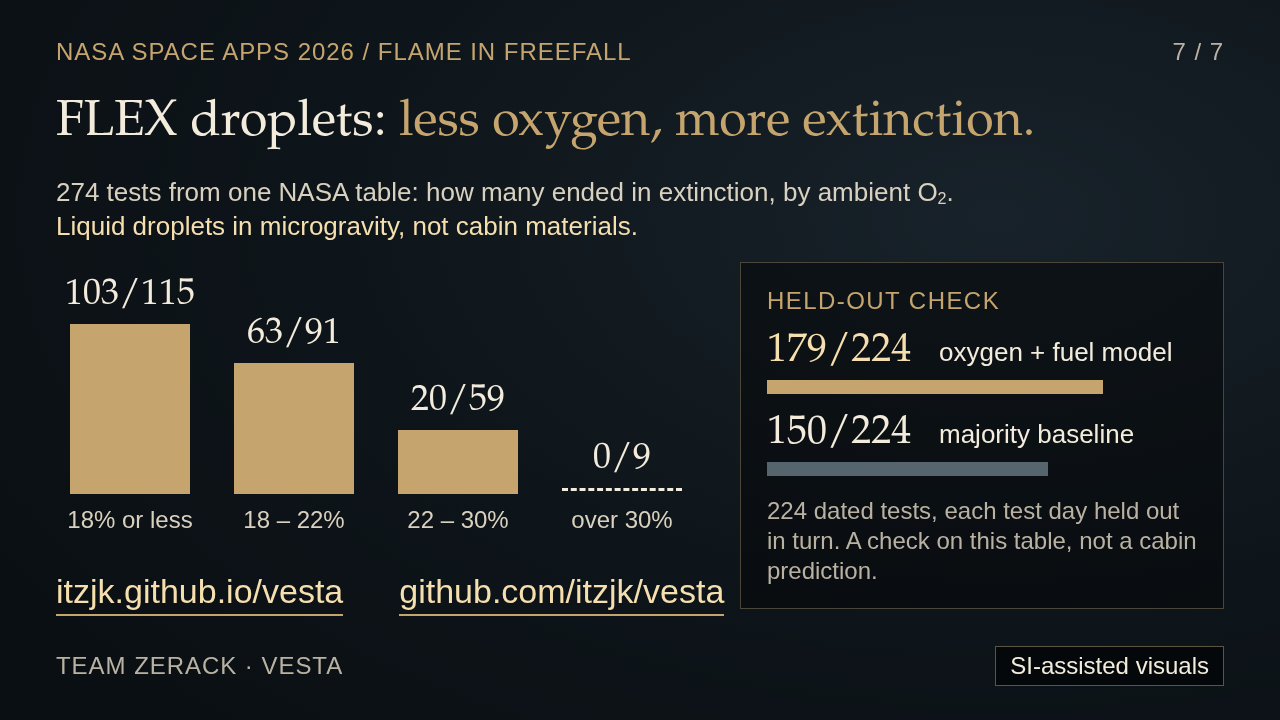 NASA SPACE APPS 2026 / FLAME IN FREEFALL
7 / 7
FLEX droplets: less oxygen, more extinction.
274 tests from one NASA table: how many ended in extinction, by ambient O₂.
Liquid droplets in microgravity, not cabin materials.
103/115
63/91
20/59
0/9
18% or less
18 – 22%
22 – 30%
over 30%
HELD-OUT CHECK
179/224 oxygen + fuel model
150/224 majority baseline
224 dated tests, each test day held out
in turn. A check on this table, not a cabin
prediction.
itzjk.github.io/vesta
github.com/itzjk/vesta
TEAM ZERACK · VESTA
SI-assisted visuals